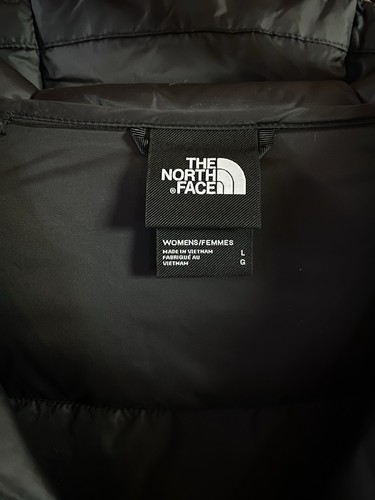 THE
NORTH
®FACE
WOMENS/FEMMES
MADE IN VIETNAM
FABRIQUÉ AU
VIETNAM
L
G